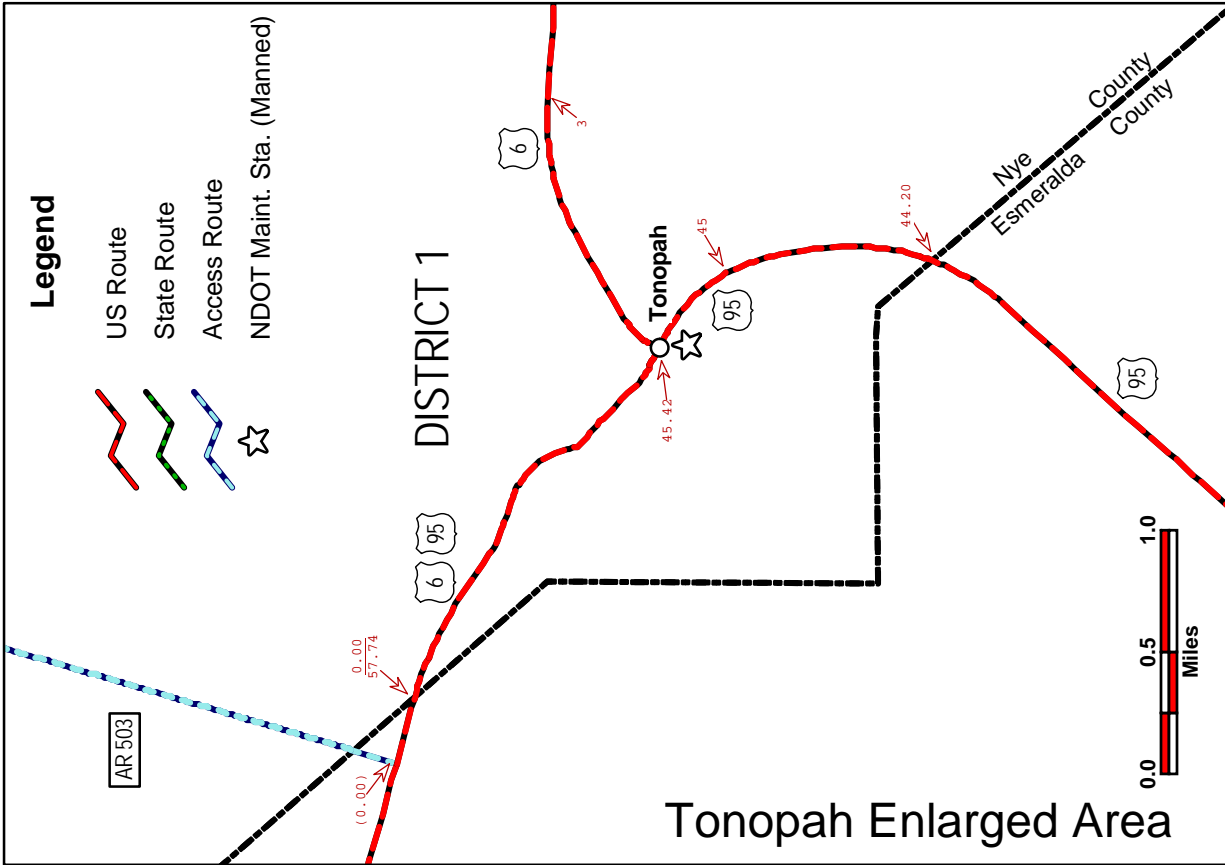 Legend
US Route
State Route
Access Route
NDOT Maint. Sta. (Manned)
DISTRICT 1
AR 503
(0.00)
0.00
57.74
6
95
6
3
45.42
Tonopah
95
45
44.20
Nye County
Esmeralda County
95
0.0 0.5 1.0
Miles
Tonopah Enlarged Area